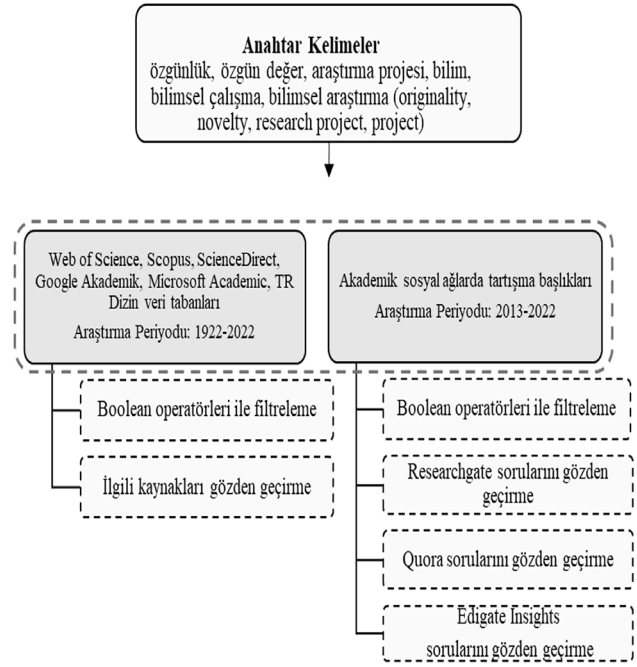 Anahtar Kelimeler
özgünlük, özgün değer, araştırma projesi, bilim,
bilimsel çalışma, bilimsel araştırma (originality,
novelty, research project, project)
Web of Science, Scopus, ScienceDirect,
Google Akademik, Microsoft Academic, TR
Dizin veri tabanları
Araştırma Periyodu: 1922-2022
Boolean operatörleri ile filtreleme
İlgili kaynakları gözden geçirme
Akademik sosyal ağlarda tartışma başlıkları
Araştırma Periyodu: 2013-2022
Boolean operatörleri ile filtreleme
Researchgate sorularını gözden
geçirme
Quora sorularını gözden geçirme
Edigate Insights
sorularını gözden geçirme